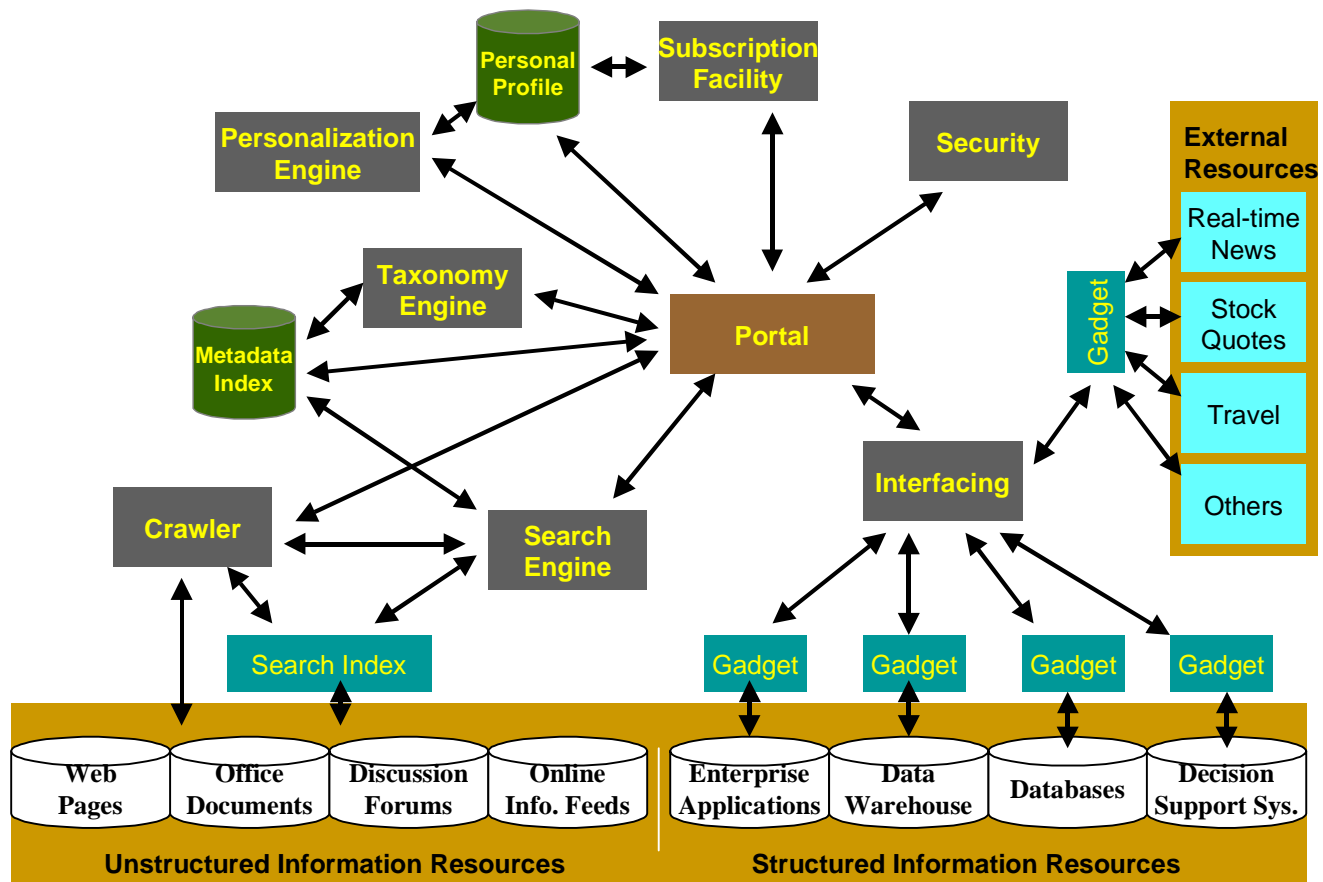 Personal
Profile
Subscription
Facility
Personalization
Engine
Security
External
Resources
Real-time
News
Taxonomy
Engine
Gadget
Stock
Quotes
Portal
Metadata
Index
Travel
Interfacing
Others
Crawler
Search
Engine
Search Index
Gadget
Gadget
Gadget
Gadget
Web
Pages
Office
Documents
Discussion
Forums
Online
Info. Feeds
Enterprise
Applications
Data
Warehouse
Databases
Decision
Support Sys.
Unstructured Information Resources
Structured Information Resources